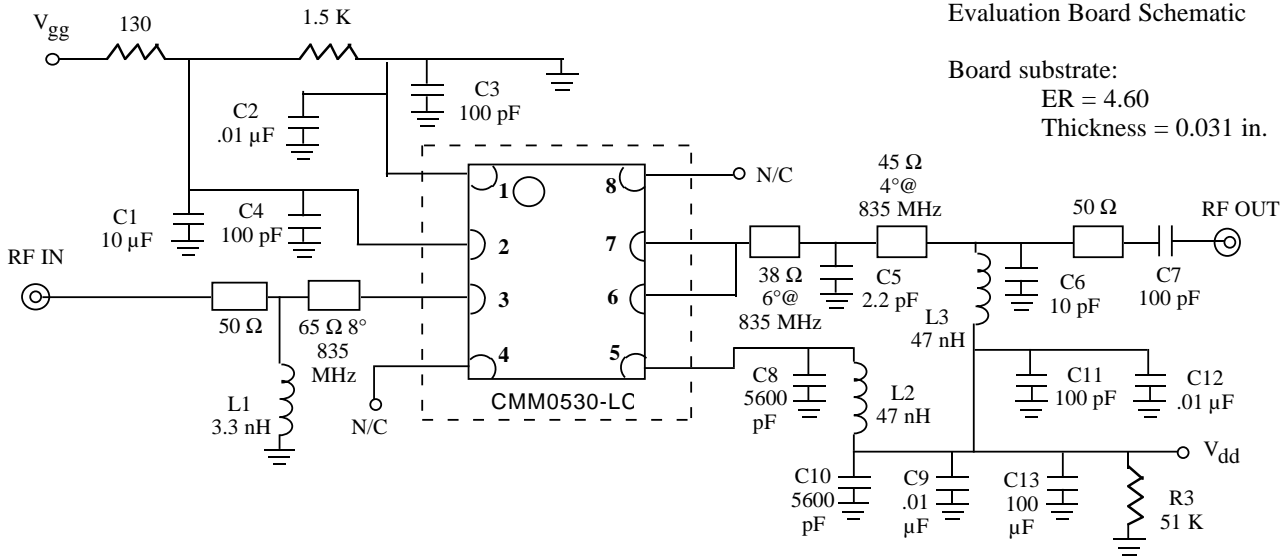 Evaluation Board Schematic
Board substrate:
ER = 4.60
Thickness = 0.031 in.
Vgg
130
1.5 K
C2
.01 µF
C3
100 pF
C1
10 µF
C4
100 pF
RF IN
50 Ω
65 Ω 8°
835
MHz
L1
3.3 nH
N/C
1
2
3
4
5
6
7
8
CMM0530-LC
N/C
38 Ω
6°@
835 MHz
45 Ω
4°@
835 MHz
C5
2.2 pF
50 Ω
RF OUT
C6
10 pF
C7
100 pF
L3
47 nH
C8
5600
pF
L2
47 nH
C11
100 pF
C12
.01 µF
Vdd
C10
5600
pF
C9
.01
µF
C13
100
µF
R3
51 K